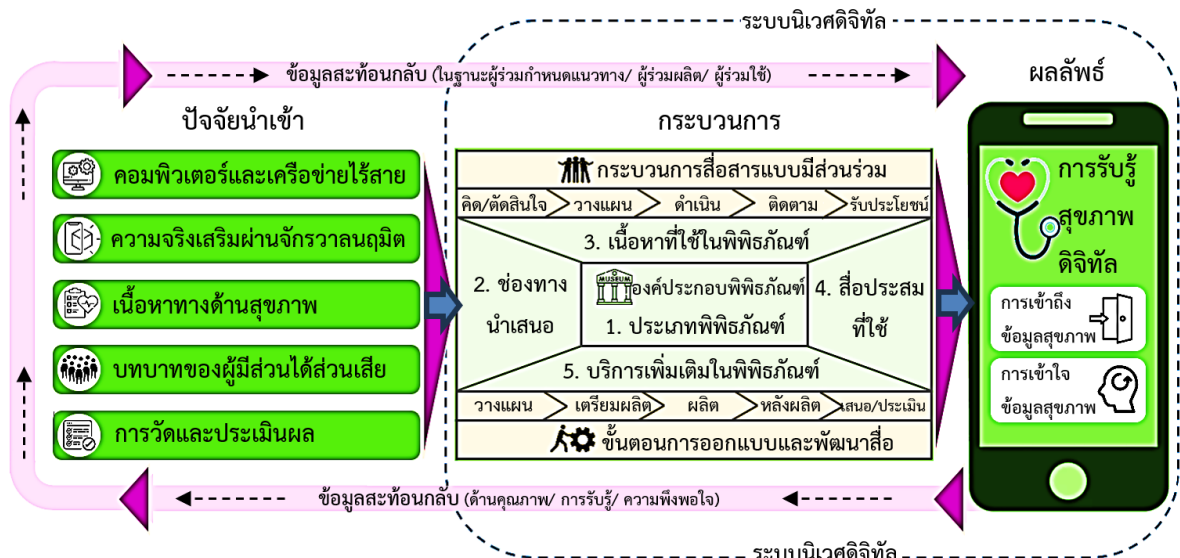 ระบบนิเวศดิจิทัล
ข้อมูลสะท้อนกลับ (ในฐานะผู้ร่วมกำหนดแนวทาง/ ผู้ร่วมผลิต/ ผู้ร่วมใช้)
ผลลัพธ์
ปัจจัยนำเข้า
กระบวนการ
คอมพิวเตอร์และเครือข่ายไร้สาย
ความจริงเสริมผ่านจักรวาลนฤมิต
เนื้อหาทางด้านสุขภาพ
บทบาทของผู้มีส่วนได้ส่วนเสีย
การวัดและประเมินผล
กระบวนการสื่อสารแบบมีส่วนร่วม
คิด/ตัดสินใจ วางแผน ดำเนิน ติดตาม รับประโยชน์
3. เนื้อหาที่ใช้ในพิพิธภัณฑ์
2. ช่องทาง
นำเสนอ
MUSEUM
องค์ประกอบพิพิธภัณฑ์
1. ประเภทพิพิธภัณฑ์
4. สื่อประสม
ที่ใช้
5. บริการเพิ่มเติมในพิพิธภัณฑ์
วางแผน เตรียมผลิต ผลิต หลังผลิต เสนอ/ประเมิน
ขั้นตอนการออกแบบและพัฒนาสื่อ
การรับรู้
สุขภาพ
ดิจิทัล
การเข้าถึง
ข้อมูลสุขภาพ
การเข้าใจ
ข้อมูลสุขภาพ
ข้อมูลสะท้อนกลับ (ด้านคุณภาพ/ การรับรู้/ ความพึงพอใจ)
ระบบนิเวศดิจิทัล